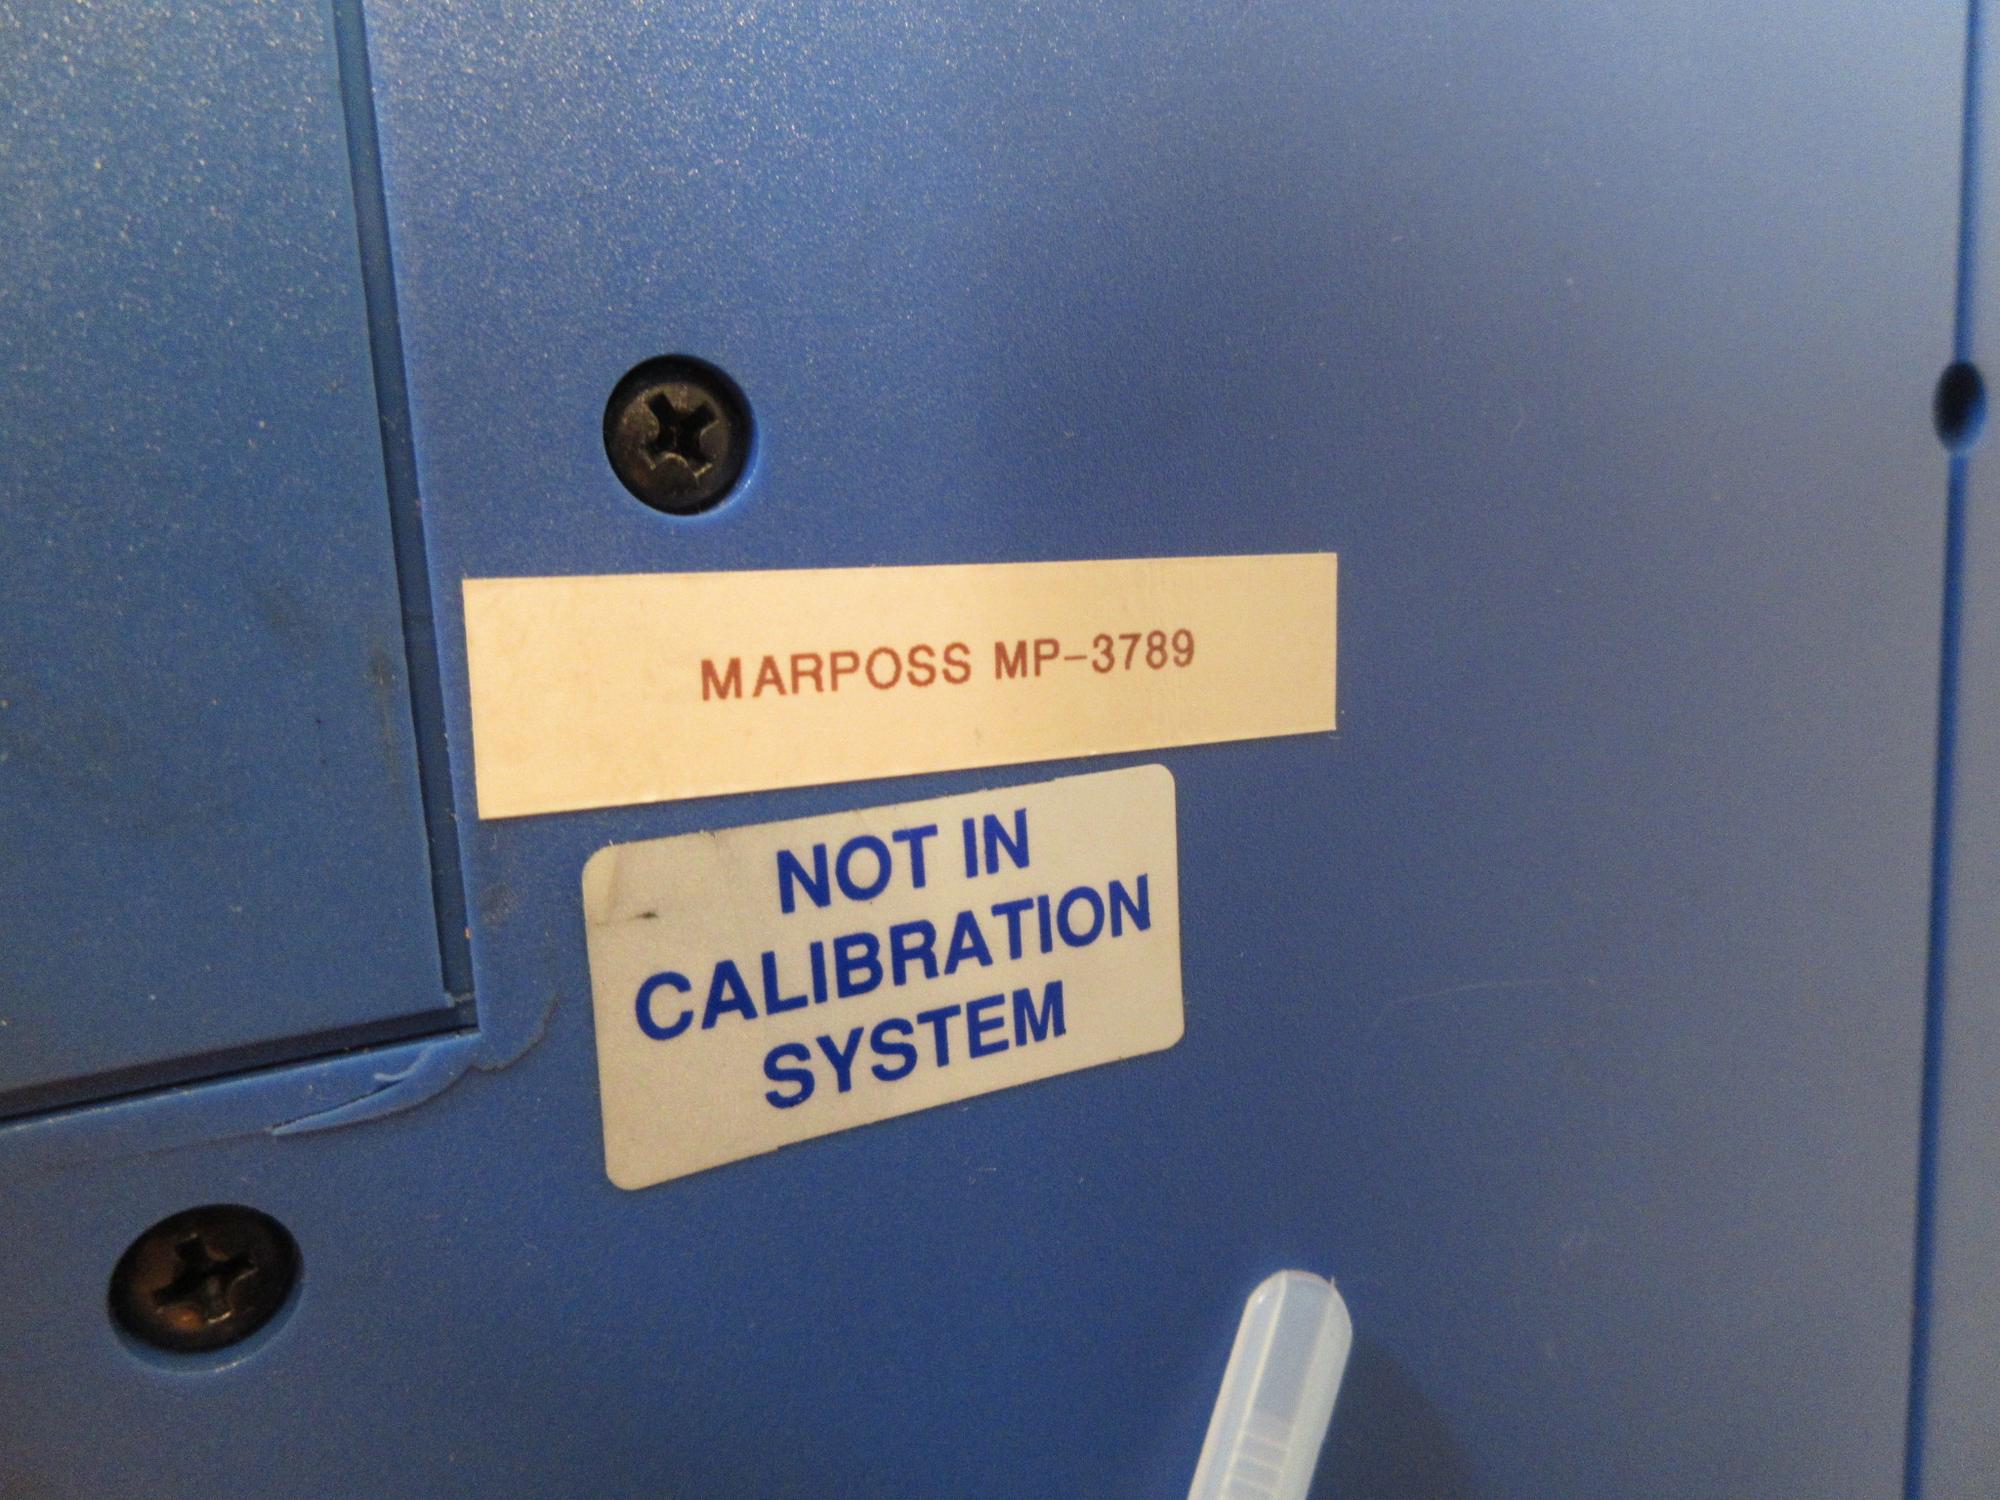 MARPOSS MP-3789
NOT IN
CALIBRATION
SYSTEM